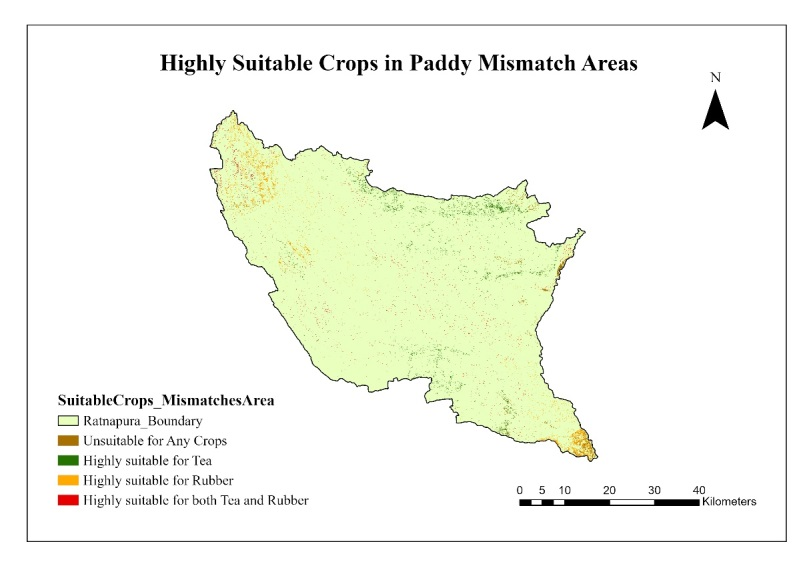 Highly Suitable Crops in Paddy Mismatch Areas
N
SuitableCrops_MismatchesArea
Ratnapura_Boundary
Unsuitable for Any Crops
Highly suitable for Tea
Highly suitable for Rubber
Highly suitable for both Tea and Rubber
0 5 10 20 30 40
Kilometers